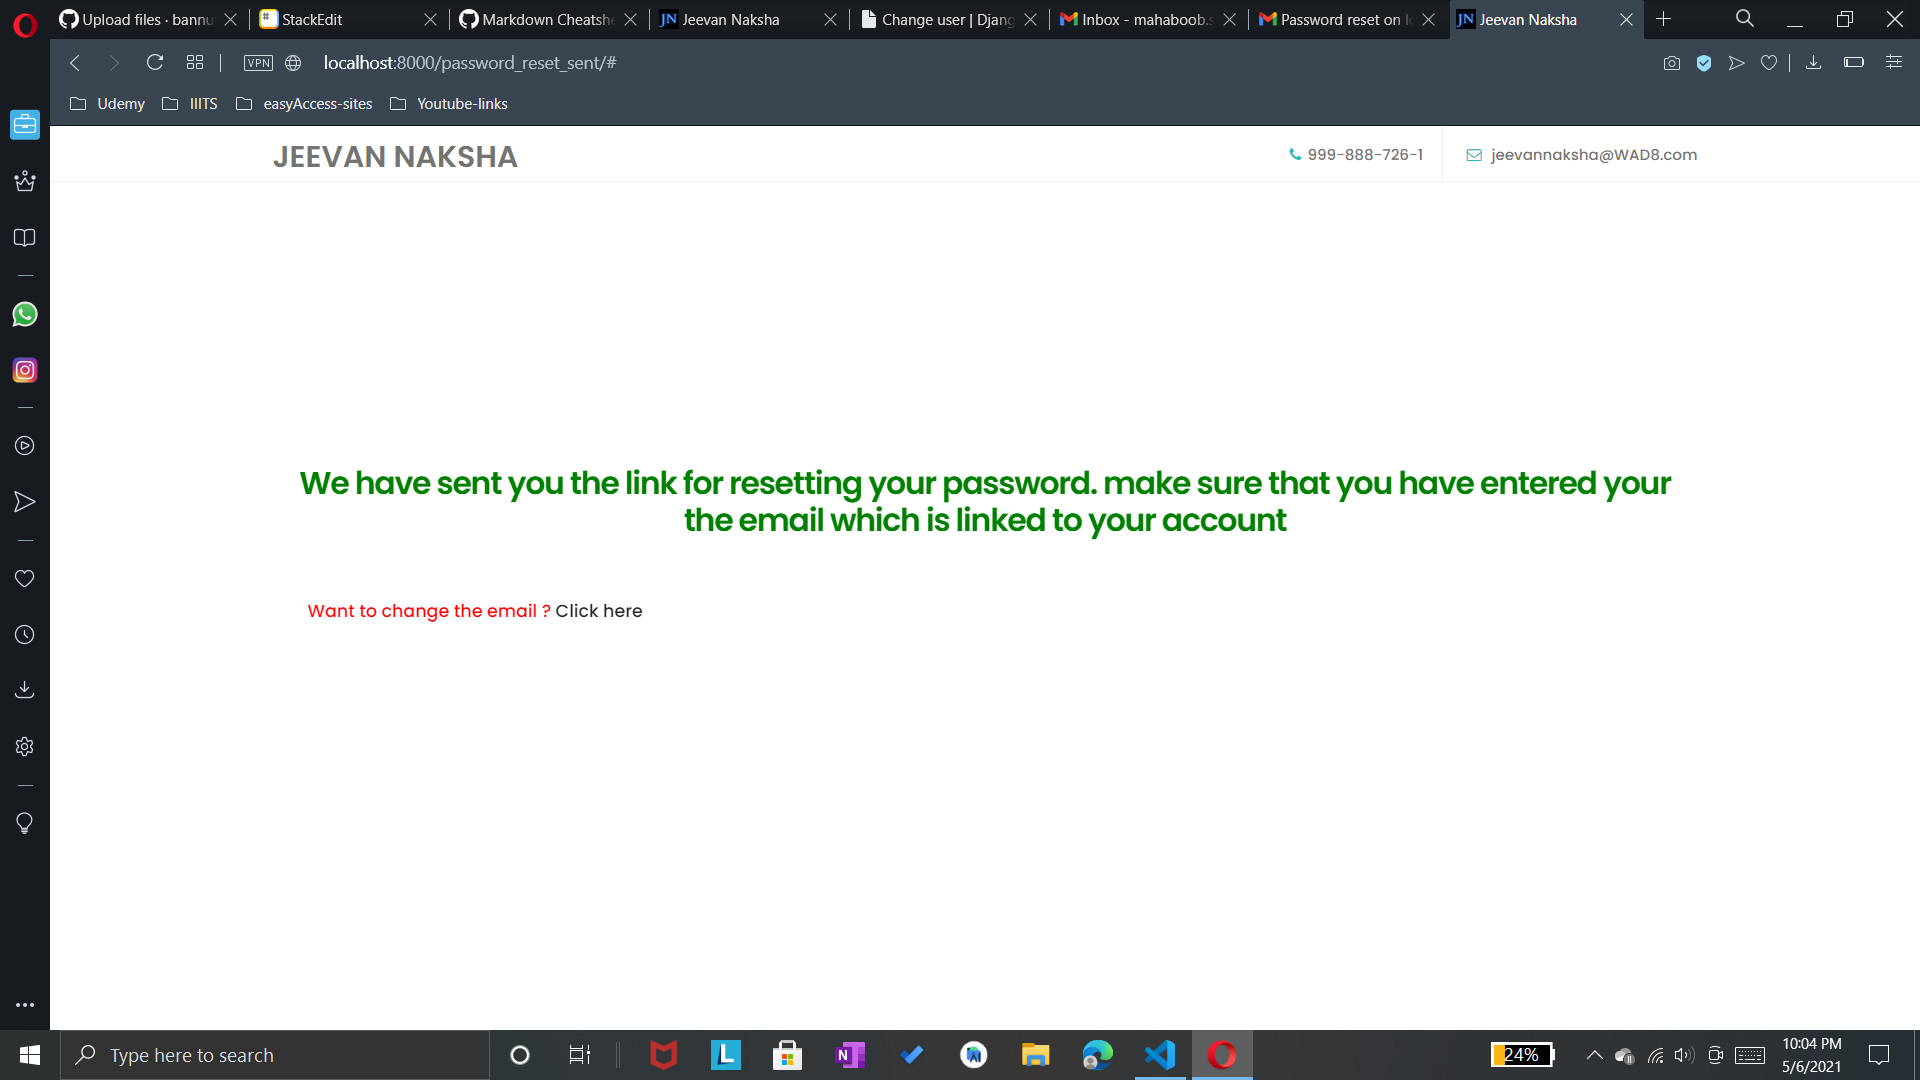 Upload files · bannu
StackEdit
Markdown Cheatshe
JN Jeevan Naksha
Change user | Djang
Inbox - mahaboob.s
Password reset on lo
JN Jeevan Naksha
VPN
localhost:8000/password_reset_sent/#
Udemy
IIITS
easyAccess-sites
Youtube-links
JEEVAN NAKSHA
999-888-726-1
jeevannaksha@WAD8.com
We have sent you the link for resetting your password. make sure that you have entered your
the email which is linked to your account
Want to change the email ? Click here
Type here to search
L
N
24%
10:04 PM
5/6/2021